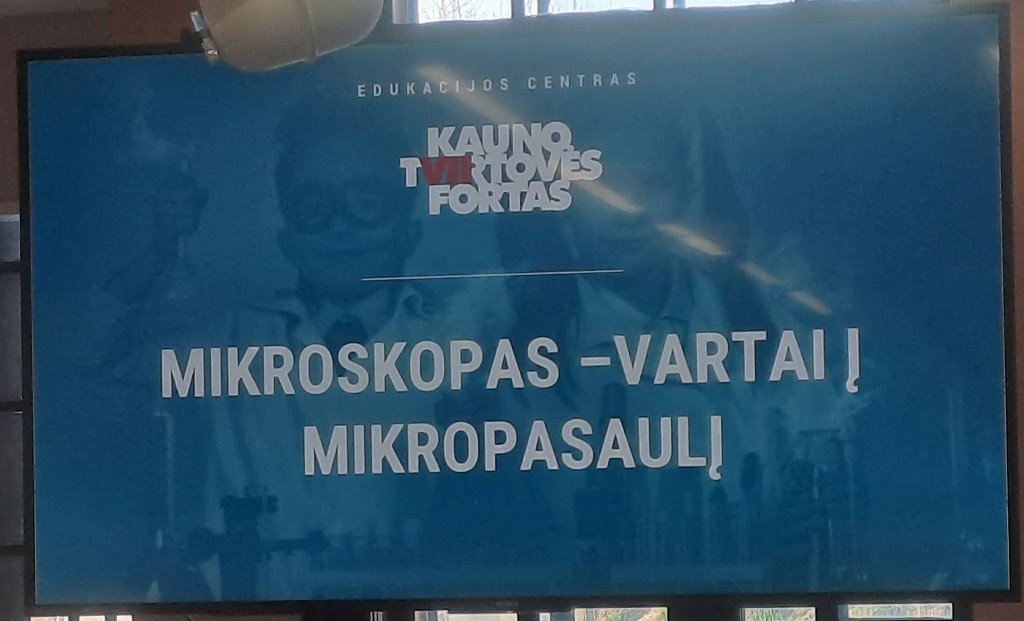 EDUKACIJOS CENTRAS
KAUNO
TVIIRTOVĖS
FORTAS
MIKROSKOPAS –VARTAI Į
MIKROPASAULĮ